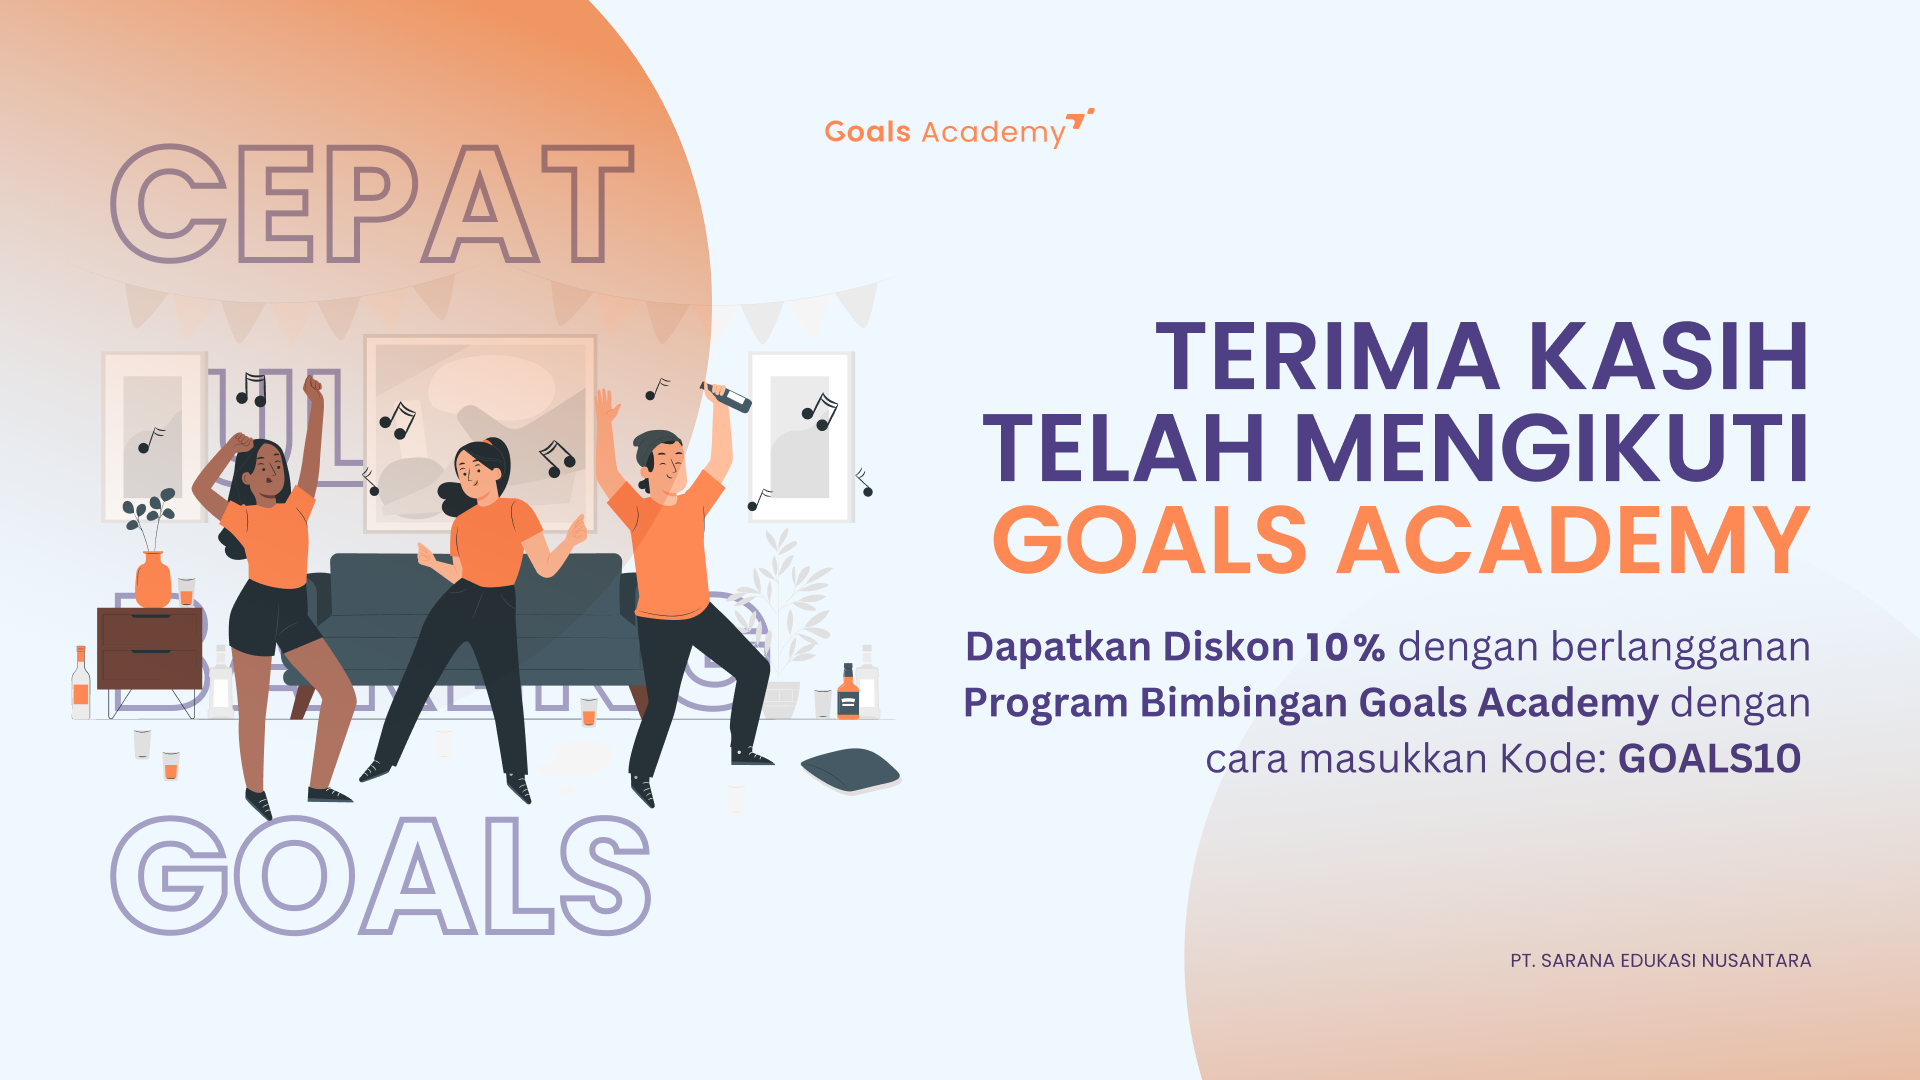 Goals Academy
CEPAT
GOALS
TERIMA KASIH
TELAH MENGIKUTI
GOALS ACADEMY
Dapatkan Diskon 10% dengan berlangganan
Program Bimbingan Goals Academy dengan
cara masukkan Kode: GOALS10
PT. SARANA EDUKASI NUSANTARA